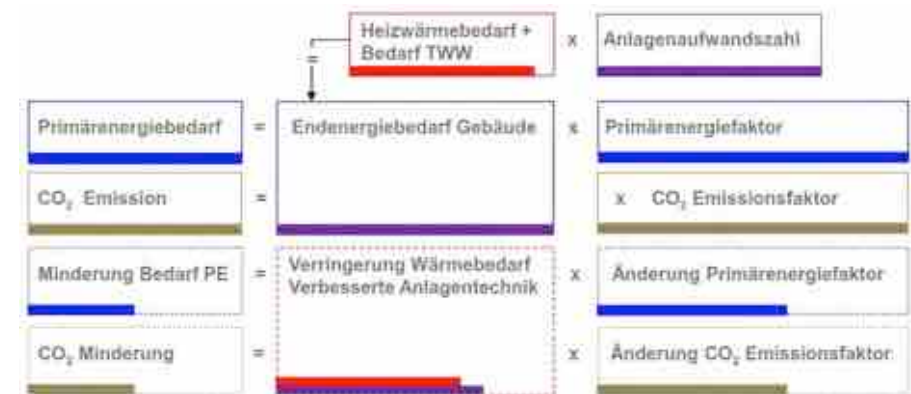 Heizwärmebedarf +
Bedarf TWW
x
Anlagenaufwandszahl
=
Primärenergiebedarf
=
Endenergiebedarf Gebäude
x
Primärenergiefaktor
CO₂ Emission
=
x CO₂ Emissionsfaktor
Minderung Bedarf PE
=
Verringerung Wärmebedarf
Verbesserte Anlagentechnik
x
Änderung Primärenergiefaktor
CO₂ Minderung
=
x
Änderung CO₂ Emissionsfaktor